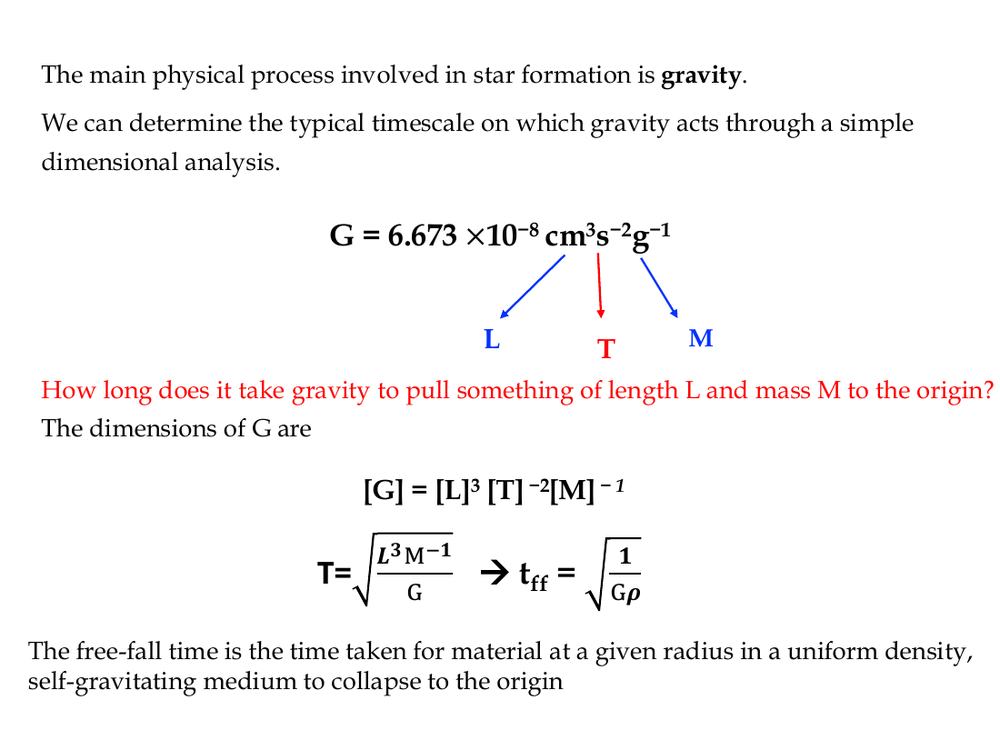 The main physical process involved in star formation is gravity.
We can determine the typical timescale on which gravity acts through a simple
dimensional analysis.
G = 6.673 ×10⁻⁸ cm³s⁻²g⁻¹
L T M
How long does it take gravity to pull something of length L and mass M to the origin?
The dimensions of G are
[G] = [L]³ [T]⁻²[M]⁻¹
T=√(L³M⁻¹/G) → t_ff = √(1/Gρ)
The free-fall time is the time taken for material at a given radius in a uniform density,
self-gravitating medium to collapse to the origin